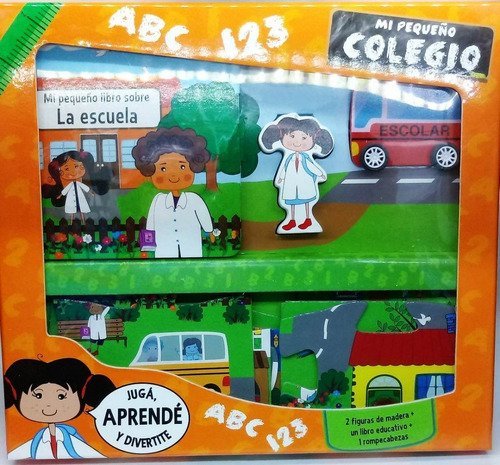 ABC 123
MI PEQUEÑO
COLEGIO
Mi pequeño libro sobre
La escuela
ESCOLAR
JUGÁ,
APRENDÉ
Y DIVERTITE
ABC 123
2 figuras de madera +
un libro educativo +
1 rompecabezas